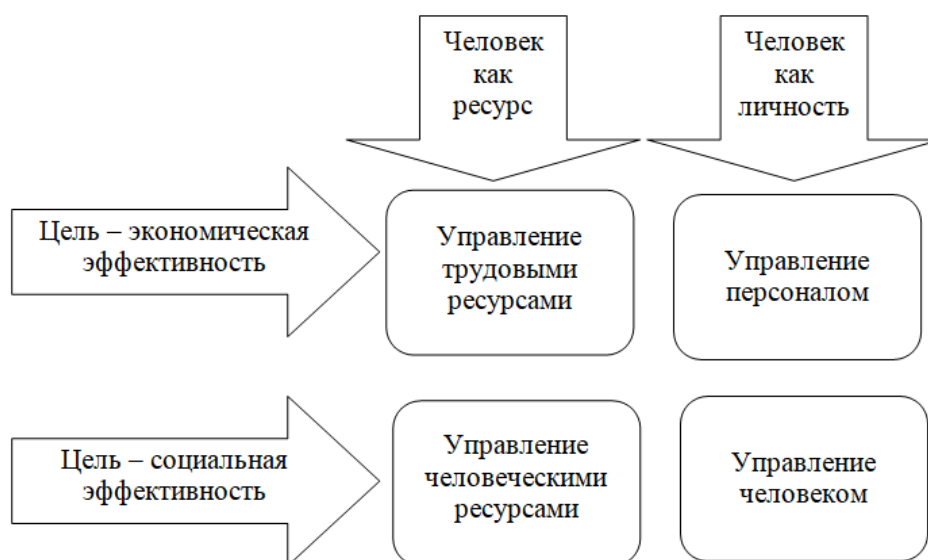 Человек
как
ресурс
Человек
как
личность
Цель – экономическая
эффективность
Управление
трудовыми
ресурсами
Управление
персоналом
Цель – социальная
эффективность
Управление
человеческими
ресурсами
Управление
человеком